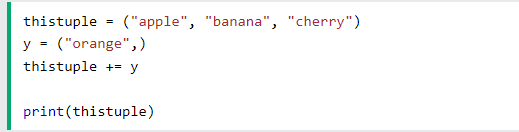 thistuple = ("apple", "banana", "cherry")
y = ("orange",)
thistuple += y
print(thistuple)